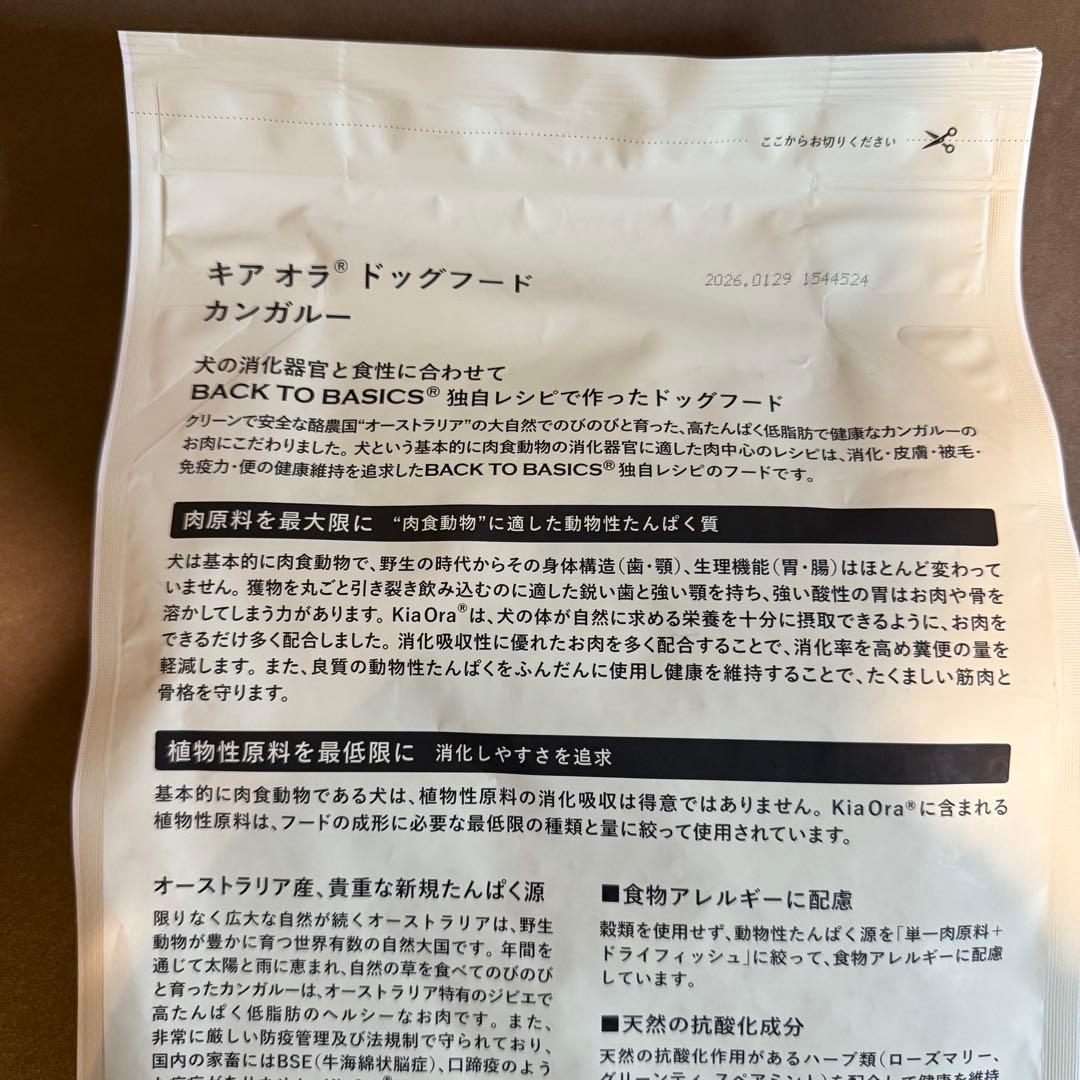 ここからお切りください
キア オラ® ドッグフード
2026.0129 1544524
カンガルー
犬の消化器官と食性に合わせて
BACK TO BASICS® 独自レシピで作ったドッグフード
クリーンで安全な酪農国“オーストラリア”の大自然でのびのびと育った、高たんぱく低脂肪で健康なカンガルーの
お肉にこだわりました。犬という基本的に肉食動物の消化器官に適した肉中心のレシピは、消化・皮膚・被毛・
免疫力・便の健康維持を追求したBACK TO BASICS®独自レシピのフードです。
肉原料を最大限に “肉食動物”に適した動物性たんぱく質
犬は基本的に肉食動物で、野生の時代からその身体構造(歯・顎)、生理機能(胃・腸)はほとんど変わって
いません。獲物を丸ごと引き裂き飲み込むのに適した鋭い歯と強い顎を持ち、強い酸性の胃はお肉や骨を
溶かしてしまう力があります。KiaOra®は、犬の体が自然に求める栄養を十分に摂取できるように、お肉を
できるだけ多く配合しました。消化吸収性に優れたお肉を多く配合することで、消化率を高め糞便の量を
軽減します。また、良質の動物性たんぱくをふんだんに使用し健康を維持することで、たくましい筋肉と
骨格を守ります。
植物性原料を最低限に 消化しやすさを追求
基本的に肉食動物である犬は、植物性原料の消化吸収は得意ではありません。KiaOra®に含まれる
植物性原料は、フードの成形に必要な最低限の種類と量に絞って使用されています。
オーストラリア産、貴重な新規たんぱく源
限りなく広大な自然が続くオーストラリアは、野生
動物が豊かに育つ世界有数の自然大国です。年間を
通じて太陽と雨に恵まれ、自然の草を食べてのびのび
と育ったカンガルーは、オーストラリア特有のジビエで
高たんぱく低脂肪のヘルシーなお肉です。また、
非常に厳しい防疫管理及び法規制で守られており、
国内の家畜にはBSE(牛海綿状脳症)、口蹄疫のよう
■食物アレルギーに配慮
穀類を使用せず、動物性たんぱく源を「単一肉原料+
ドライフィッシュ」に絞って、食物アレルギーに配慮
しています。
■天然の抗酸化成分
天然の抗酸化作用があるハーブ類(ローズマリー、
グリーンティ、スペアミント)を配合して健康を維持